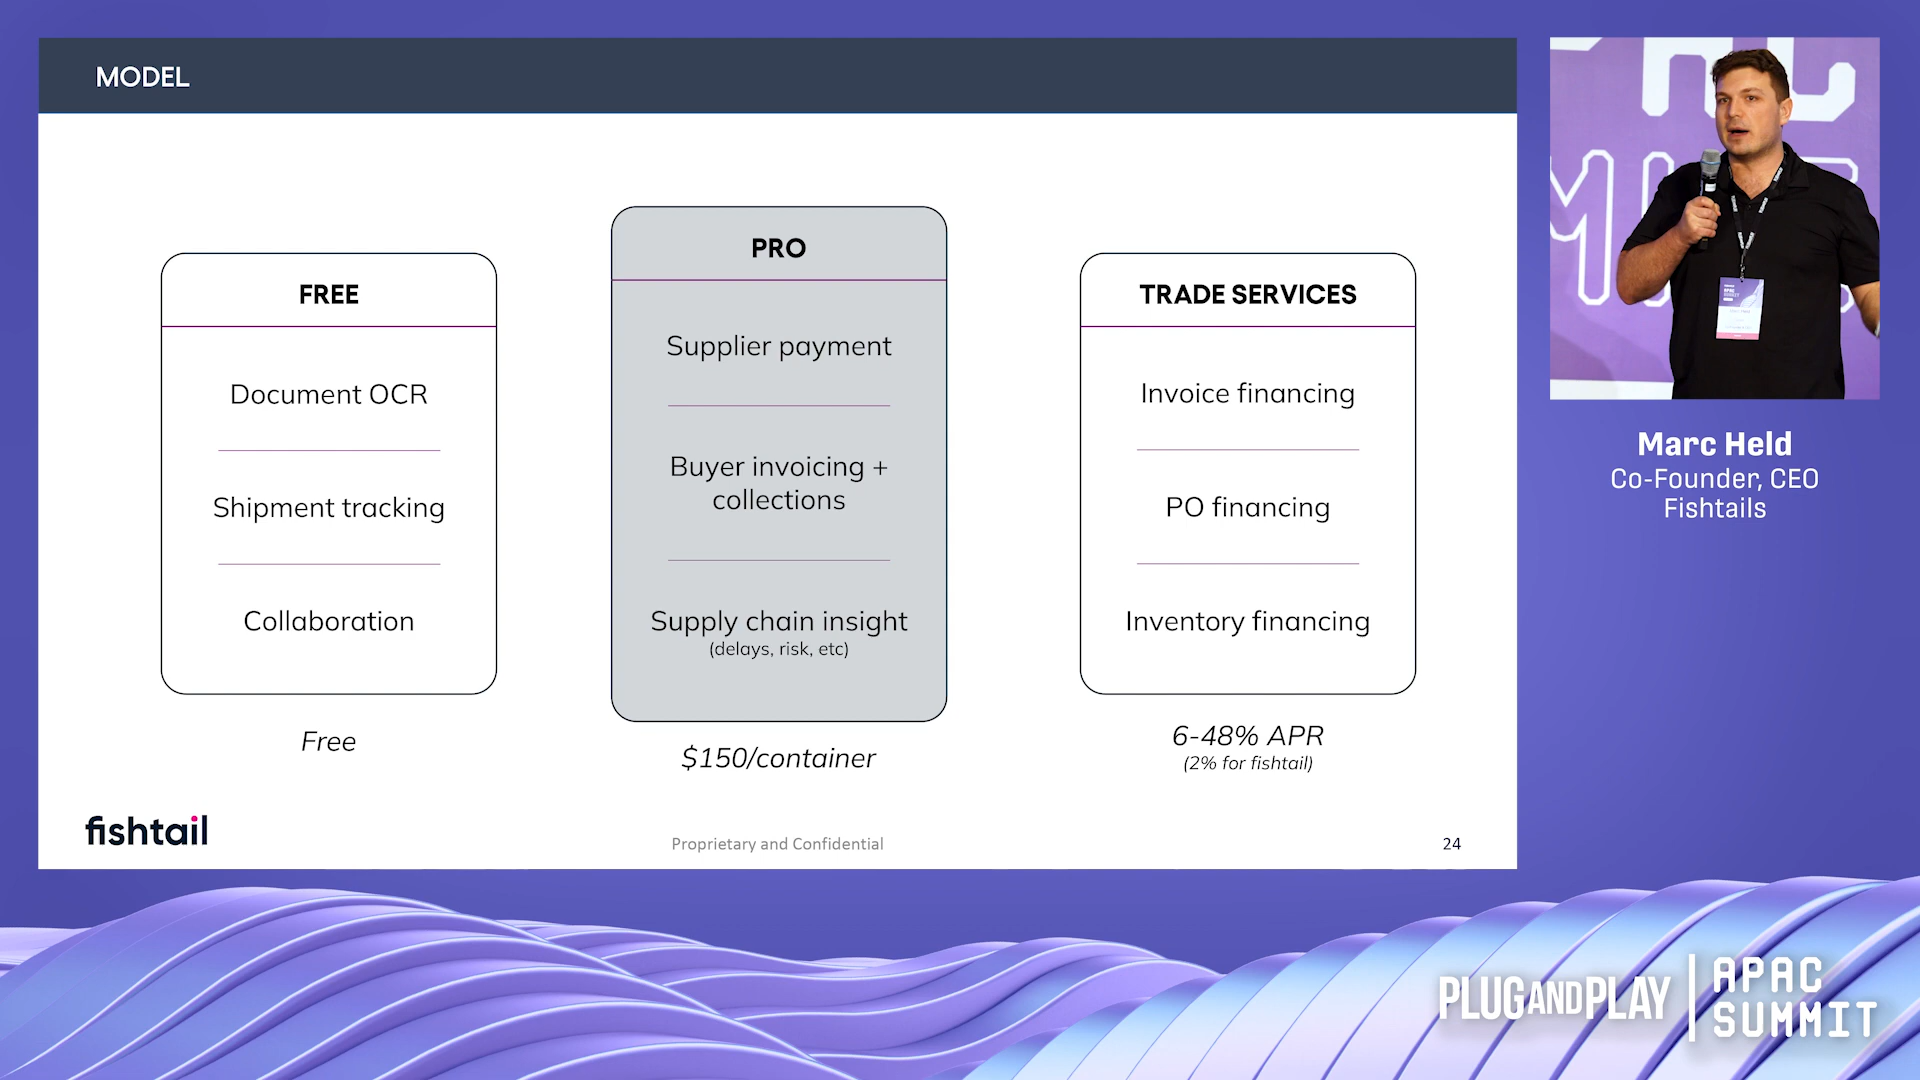 MODEL
FREE
Document OCR
Shipment tracking
Collaboration
Free
PRO
Supplier payment
Buyer invoicing +
collections
Supply chain insight
(delays, risk, etc)
$150/container
TRADE SERVICES
Invoice financing
PO financing
Inventory financing
6-48% APR
(2% for fishtail)
fishtail
Proprietary and Confidential
24
Marc Held
Co-Founder, CEO
Fishtails
PLUGANDPLAY
APAC
SUMMIT